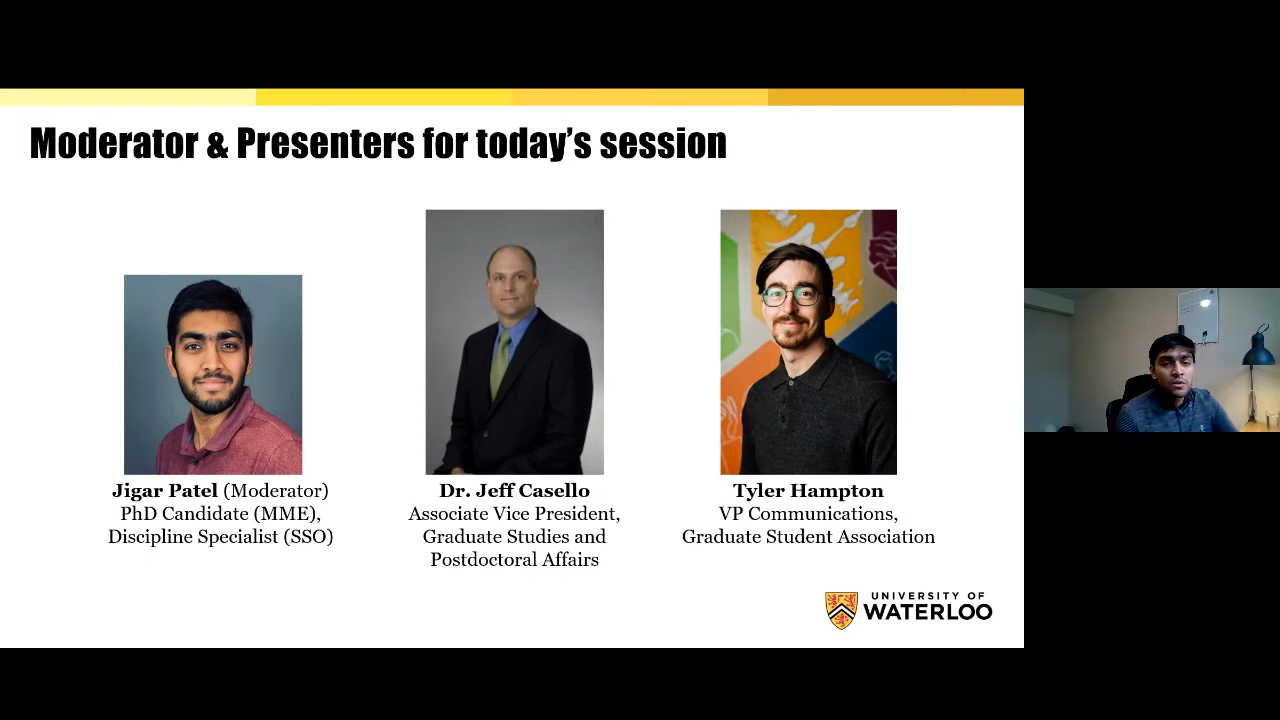 Moderator & Presenters for today's session
Jigar Patel (Moderator)
PhD Candidate (MME),
Discipline Specialist (SSO)
Dr. Jeff Casello
Associate Vice President,
Graduate Studies and
Postdoctoral Affairs
Tyler Hampton
VP Communications,
Graduate Student Association
UNIVERSITY OF
WATERLOO